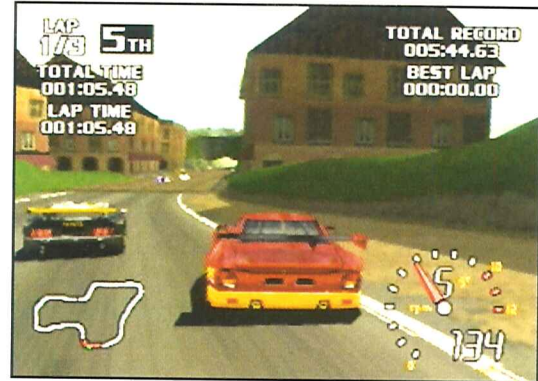 LAP
1/3 5TH
TOTAL TIME
001:05.48
LAP TIME
001:05.48
TOTAL RECORD
005:44.63
BEST LAP
000:00.00
5
134